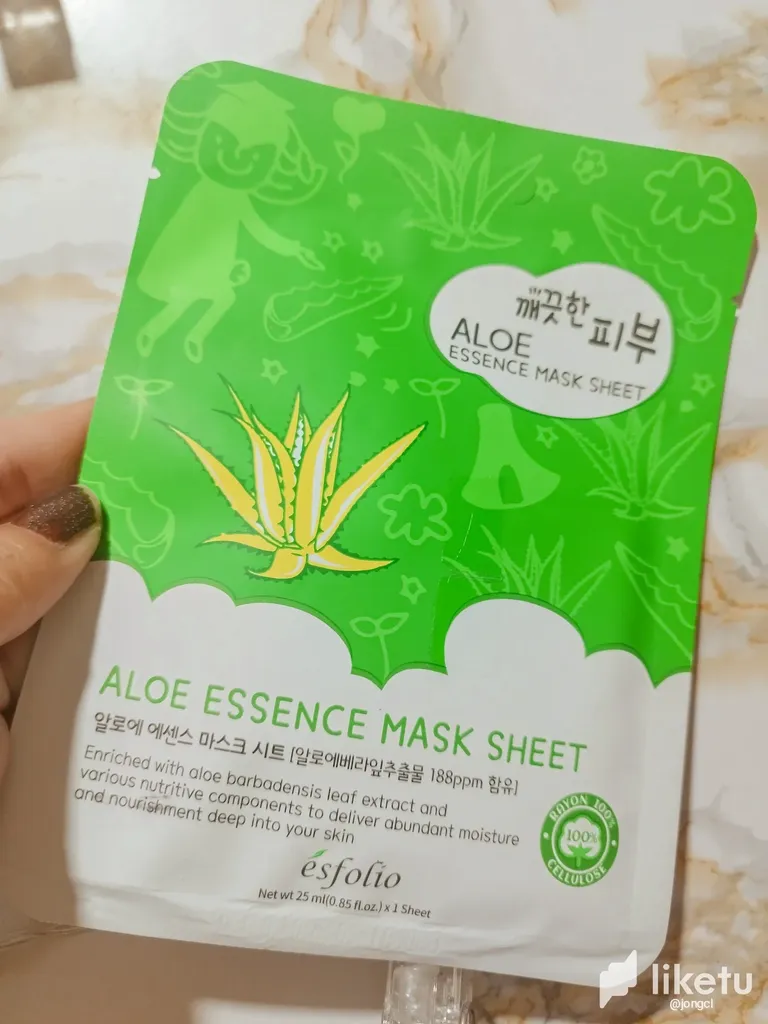 깨끗한 피부
ALOE
ESSENCE MASK SHEET
ALOE ESSENCE MASK SHEET
알로에 에센스 마스크 시트 [알로에베라잎추출물 188ppm 함유]
Enriched with aloe barbadensis leaf extract and
various nutritive components to deliver abundant moisture
and nourishment deep into your skin
ROYON 100%
100%
CELLULOSE
ésfolio
Net wt 25 ml(0.85 fl.oz.) x 1 Sheet
liketu
@jongcl